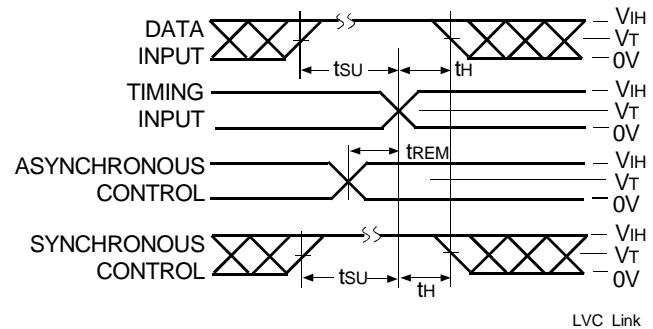 DATA
INPUT
tSU
tH
VIH
VT
0V
TIMING
INPUT
VIH
VT
0V
tREM
ASYNCHRONOUS
CONTROL
VIH
VT
0V
SYNCHRONOUS
CONTROL
tSU
tH
VIH
VT
0V
LVC Link